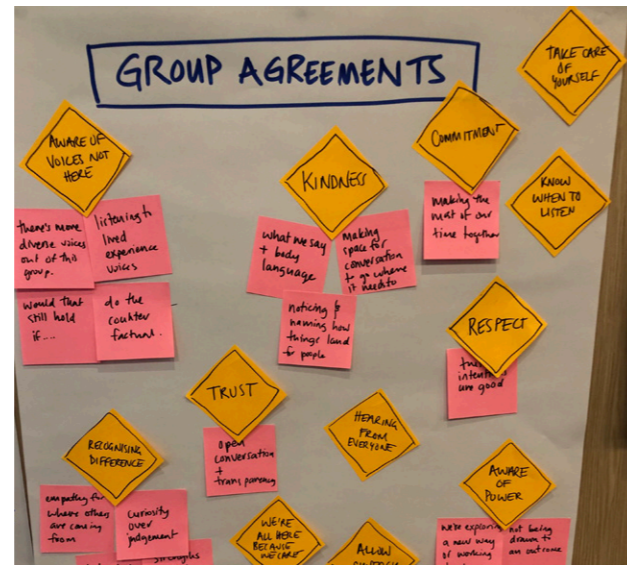 GROUP AGREEMENTS
TAKE CARE
OF
YOURSELF
AWARE OF
VOICES NOT
HERE
there's more
diverse voices
out of this
group.
listening to
lived
experience
voices
would that
still hold
if ...
do the
counter
factual.
KINDNESS
what we say
+ body
language
making
space for
conversation
to go where
it needs to
noticing &
naming how
things land
for people
COMMITMENT
making the
most of our
time together
KNOW
WHEN TO
LISTEN
RESPECT
are good
TRUST
open
conversation
+
transparency
HEARING
FROM
EVERYONE
RECOGNISING
DIFFERENCE
empathy for
where others
are coming
from
curiosity
over
judgement
strengths
WE'RE
ALL HERE
BECAUSE
WE CARE
ALLOW
AWARE
OF
POWER
we're exploring
a new way
of working
not being
drawn to
an outcome